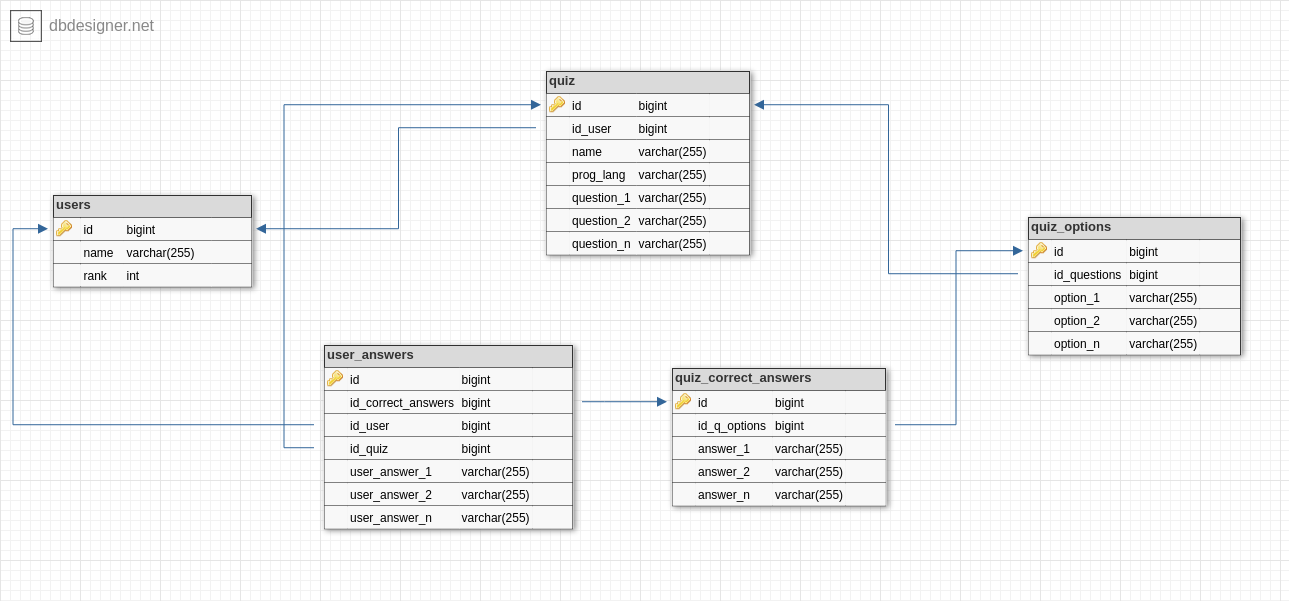 dbdesigner.net
quiz
id bigint
id_user bigint
name varchar(255)
prog_lang varchar(255)
question_1 varchar(255)
question_2 varchar(255)
question_n varchar(255)
users
id bigint
name varchar(255)
rank int
quiz_options
id bigint
id_questions bigint
option_1 varchar(255)
option_2 varchar(255)
option_n varchar(255)
user_answers
id bigint
id_correct_answers bigint
id_user bigint
id_quiz bigint
user_answer_1 varchar(255)
user_answer_2 varchar(255)
user_answer_n varchar(255)
quiz_correct_answers
id bigint
id_q_options bigint
answer_1 varchar(255)
answer_2 varchar(255)
answer_n varchar(255)